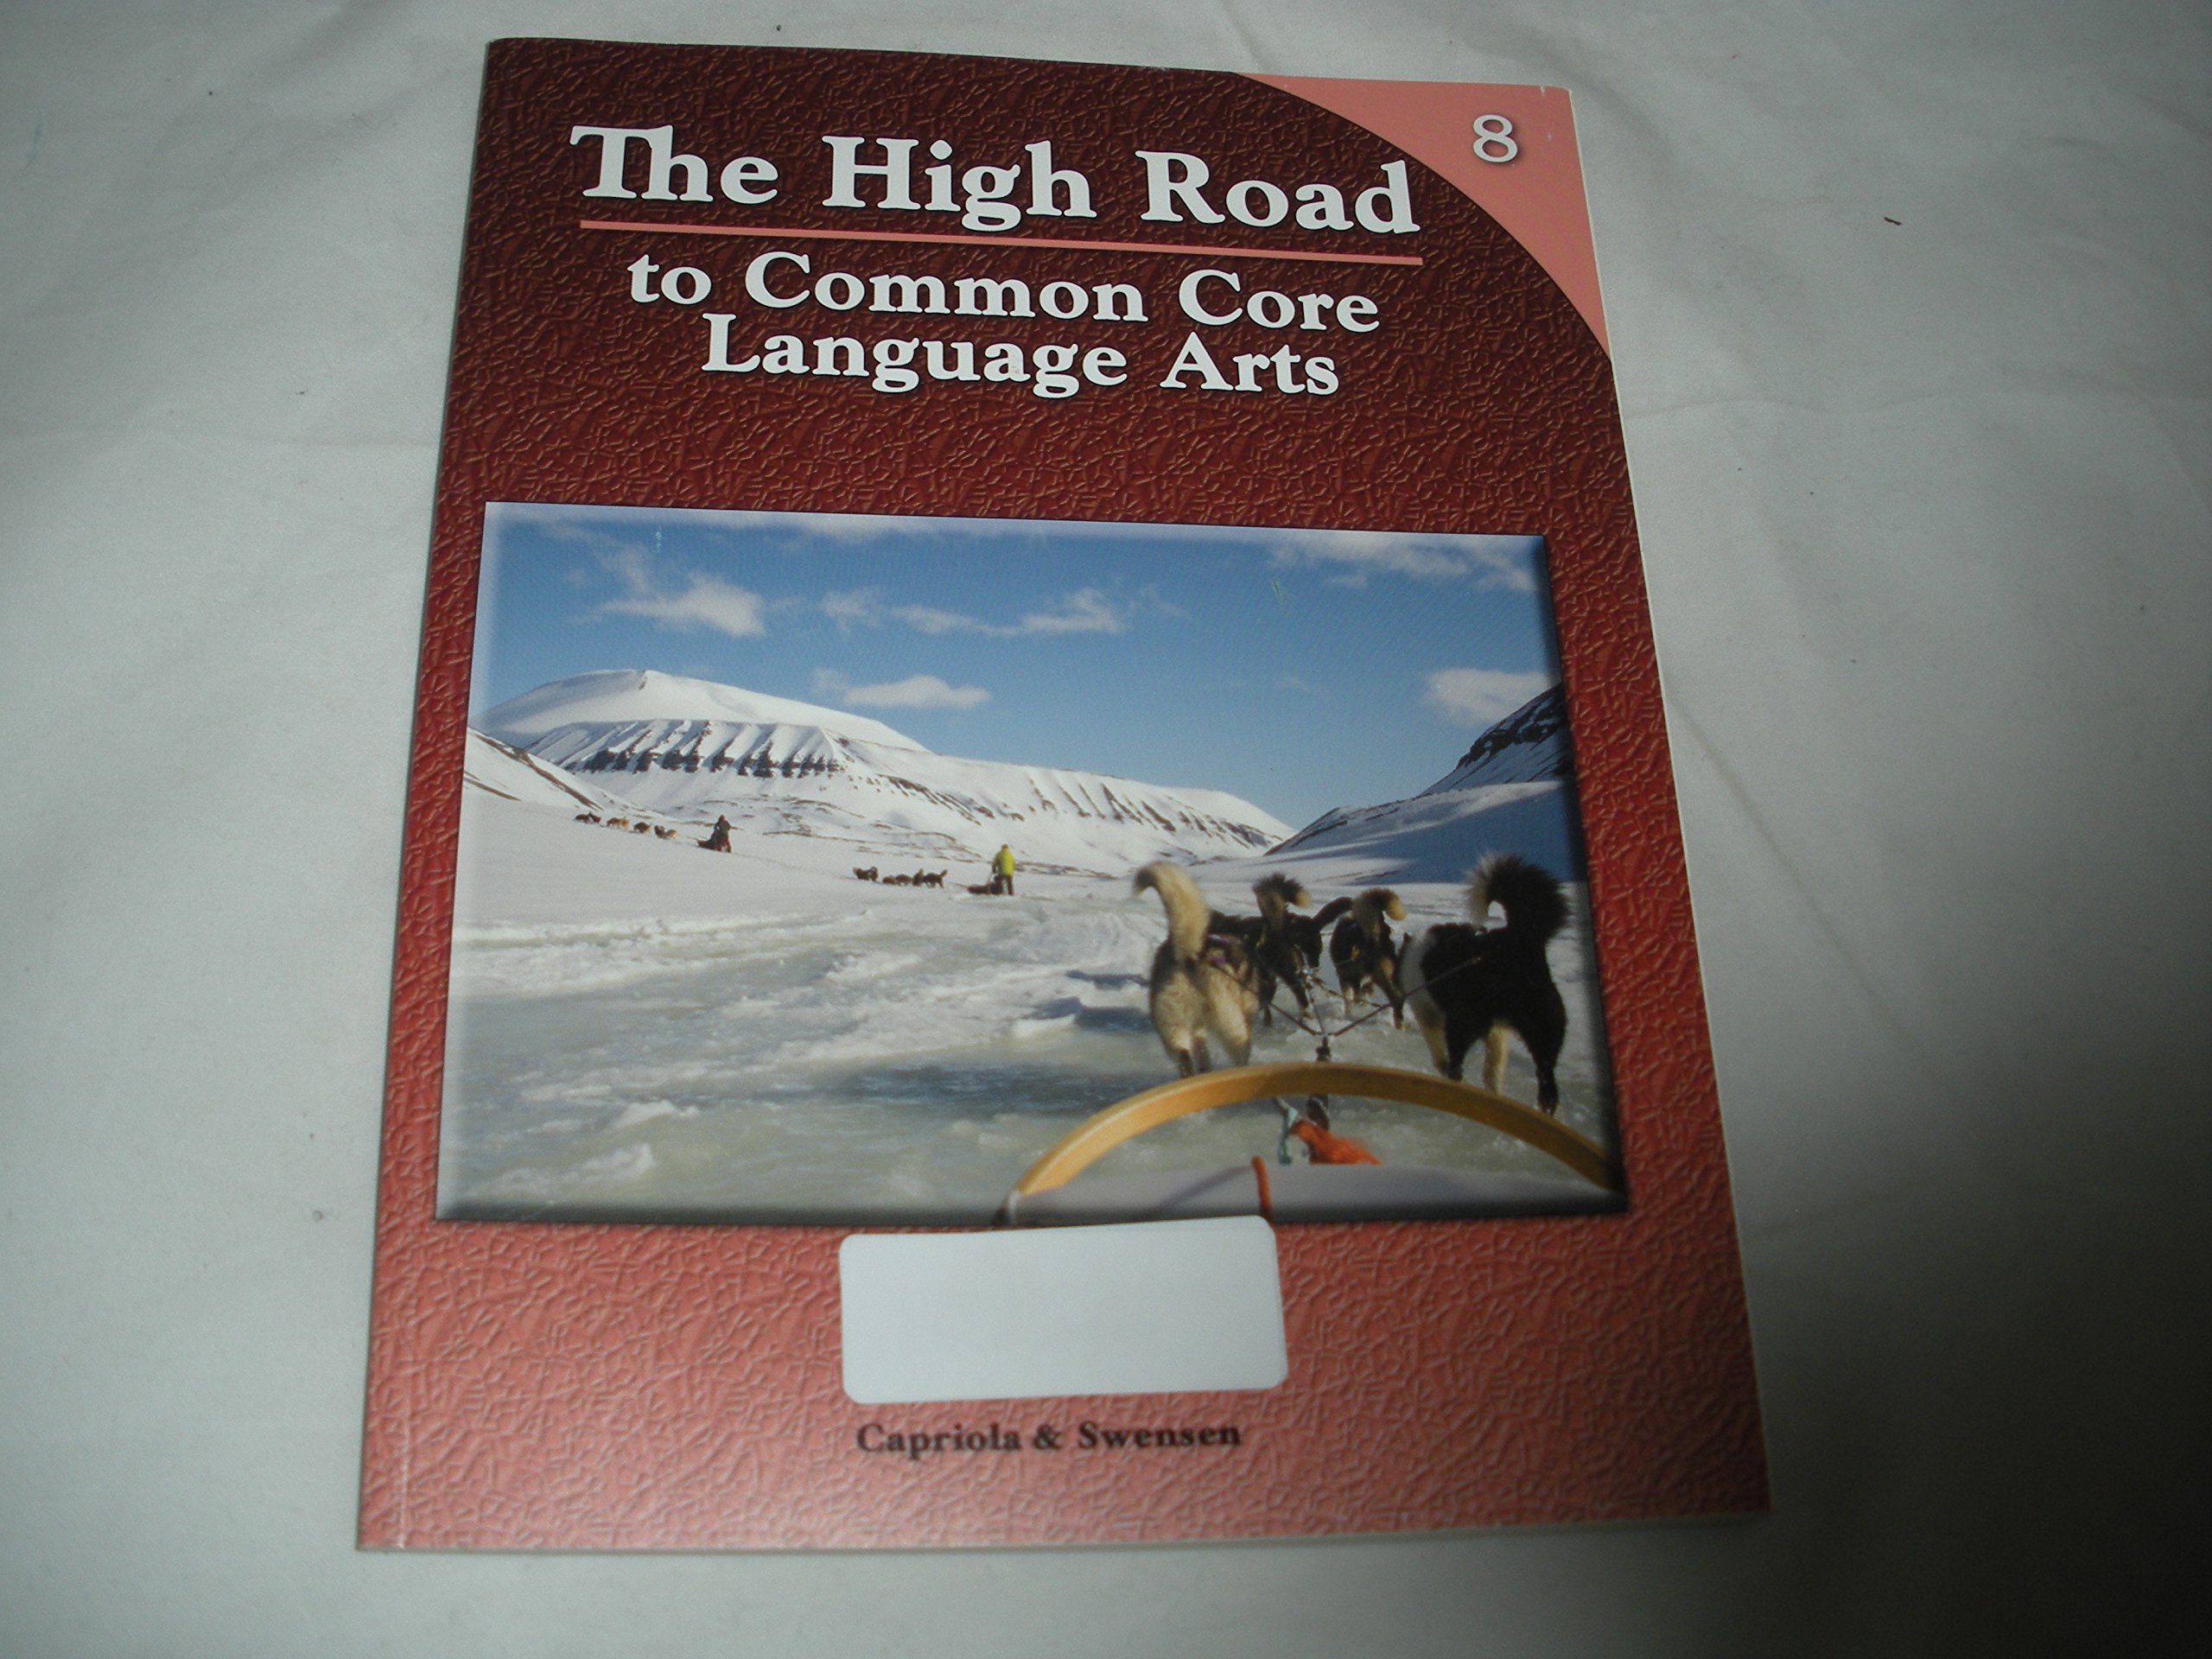 8
The High Road
to Common Core
Language Arts
Capriola & Swensen